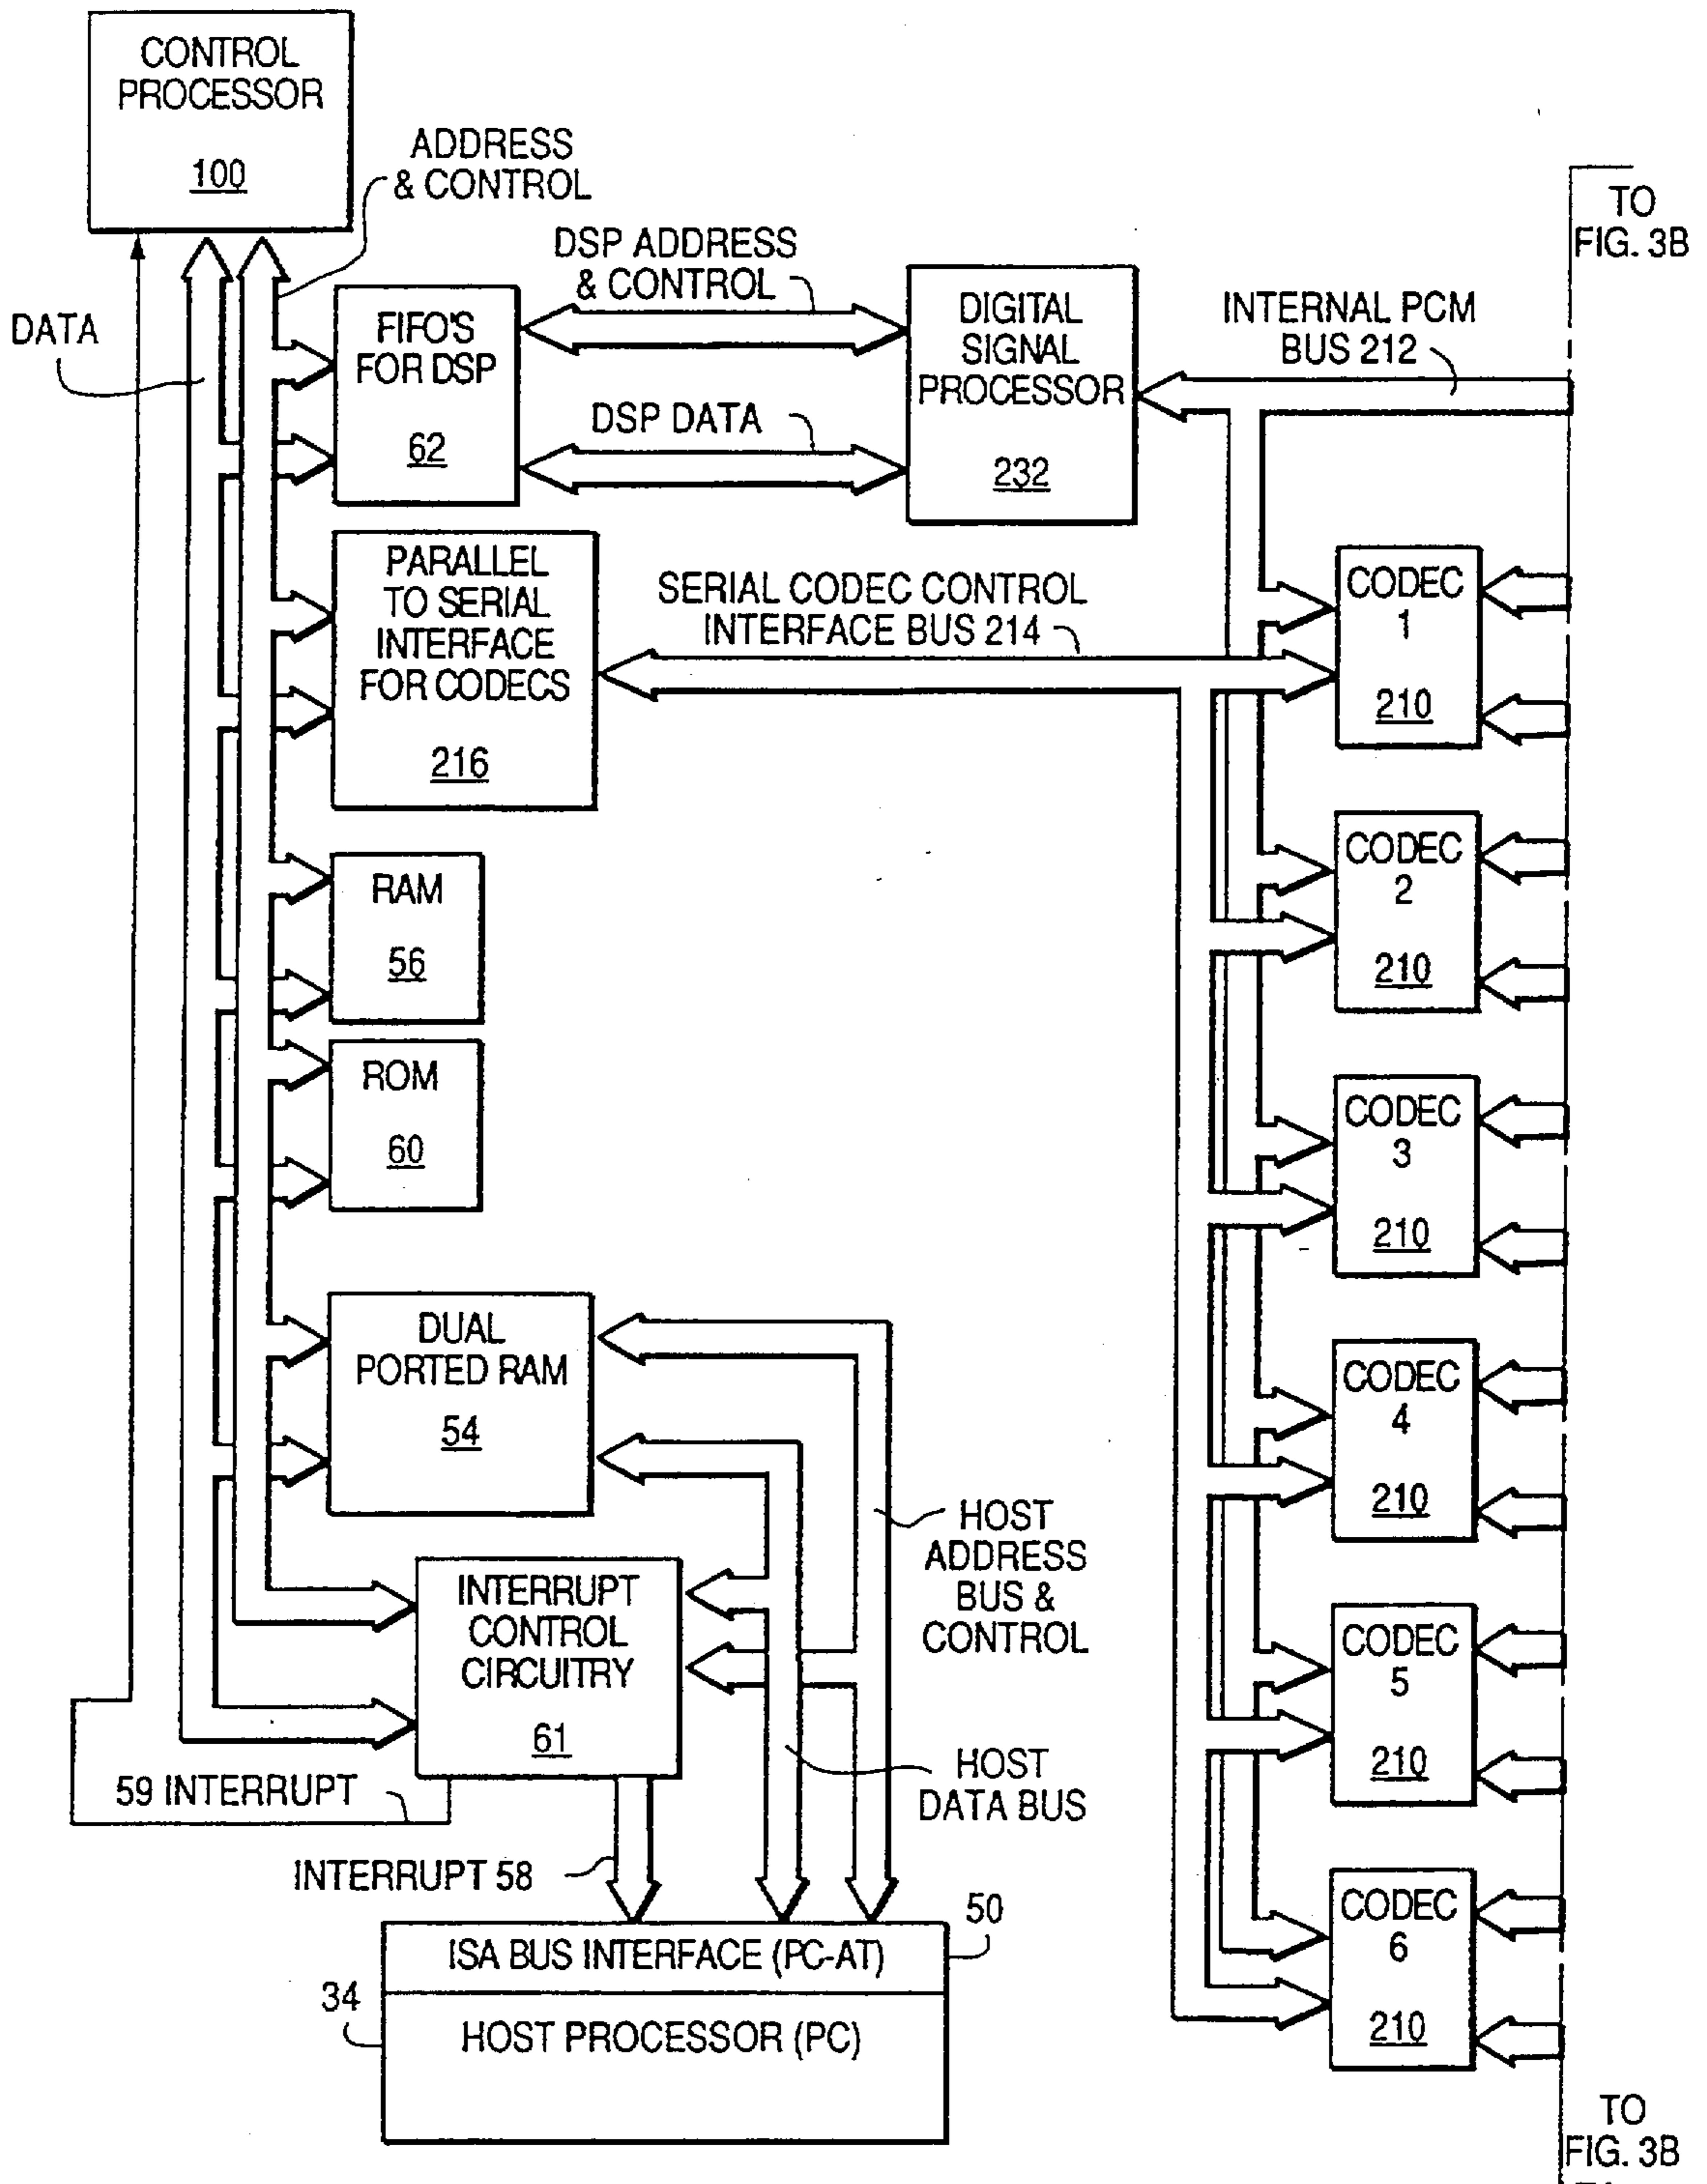 CONTROL
PROCESSOR
100
ADDRESS
& CONTROL
DATA
FIFO'S
FOR DSP
62
DSP ADDRESS
& CONTROL
DSP DATA
DIGITAL
SIGNAL
PROCESSOR
232
INTERNAL PCM
BUS 212
TO
FIG. 3B
PARALLEL
TO SERIAL
INTERFACE
FOR CODECS
216
SERIAL CODEC CONTROL
INTERFACE BUS 214
CODEC
1
210
CODEC
2
210
CODEC
3
210
CODEC
4
210
CODEC
5
210
CODEC
6
210
RAM
56
ROM
60
DUAL
PORTED RAM
54
HOST
ADDRESS
BUS &
CONTROL
INTERRUPT
CONTROL
CIRCUITRY
61
HOST
DATA BUS
59 INTERRUPT
INTERRUPT 58
50
ISA BUS INTERFACE (PC-AT)
34
HOST PROCESSOR (PC)
TO
FIG. 3B